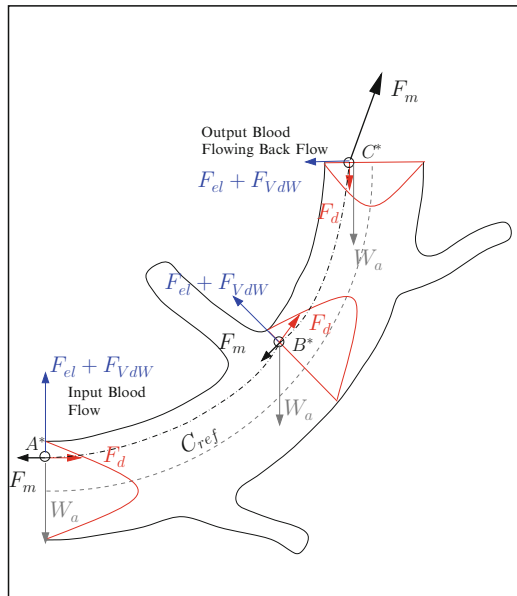 F_m
Output Blood
Flowing Back Flow
C*
F_el + F_VdW
F_d
W_a
F_el + F_VdW
F_d
F_m
B*
F_el + F_VdW
Input Blood
Flow
W_a
C_ref
A*
F_d
F_m
W_a